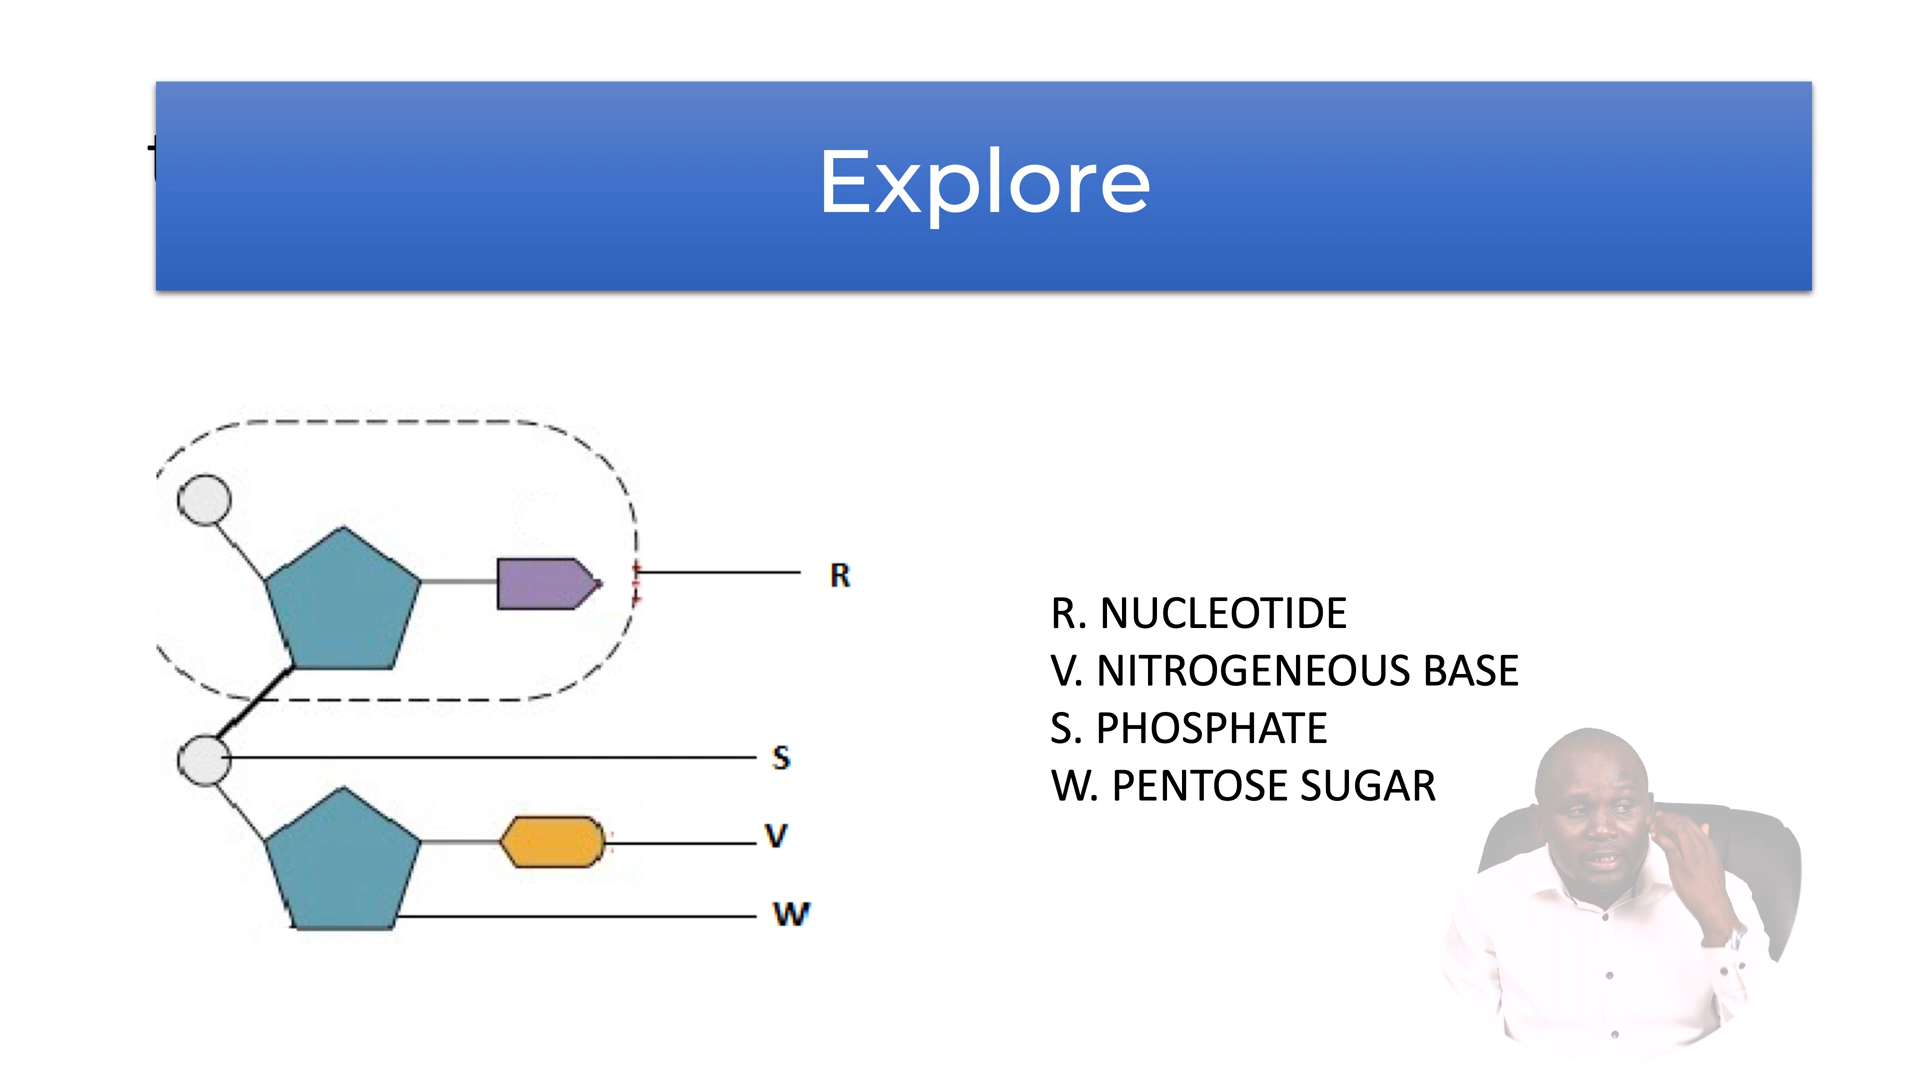 Explore
R
S
V
W
R. NUCLEOTIDE
V. NITROGENEOUS BASE
S. PHOSPHATE
W. PENTOSE SUGAR